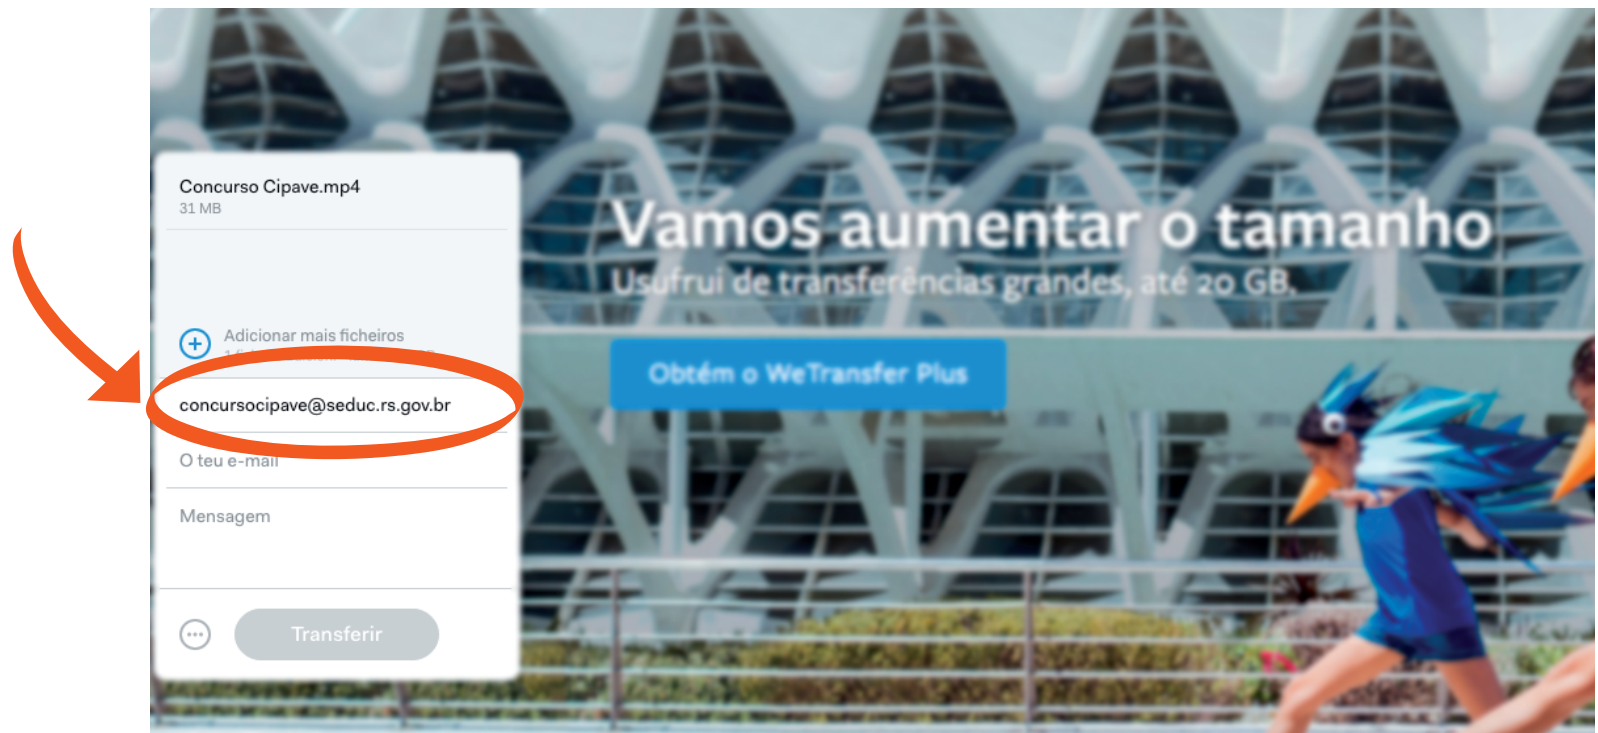 Concurso Cipave.mp4
31 MB
Adicionar mais ficheiros
concursocipave@seduc.rs.gov.br
O teu e-mail
Mensagem
Transferir
Vamos aumentar o tamanho
Usufrui de transferências grandes, até 20 GB.
Obtém o WeTransfer Plus